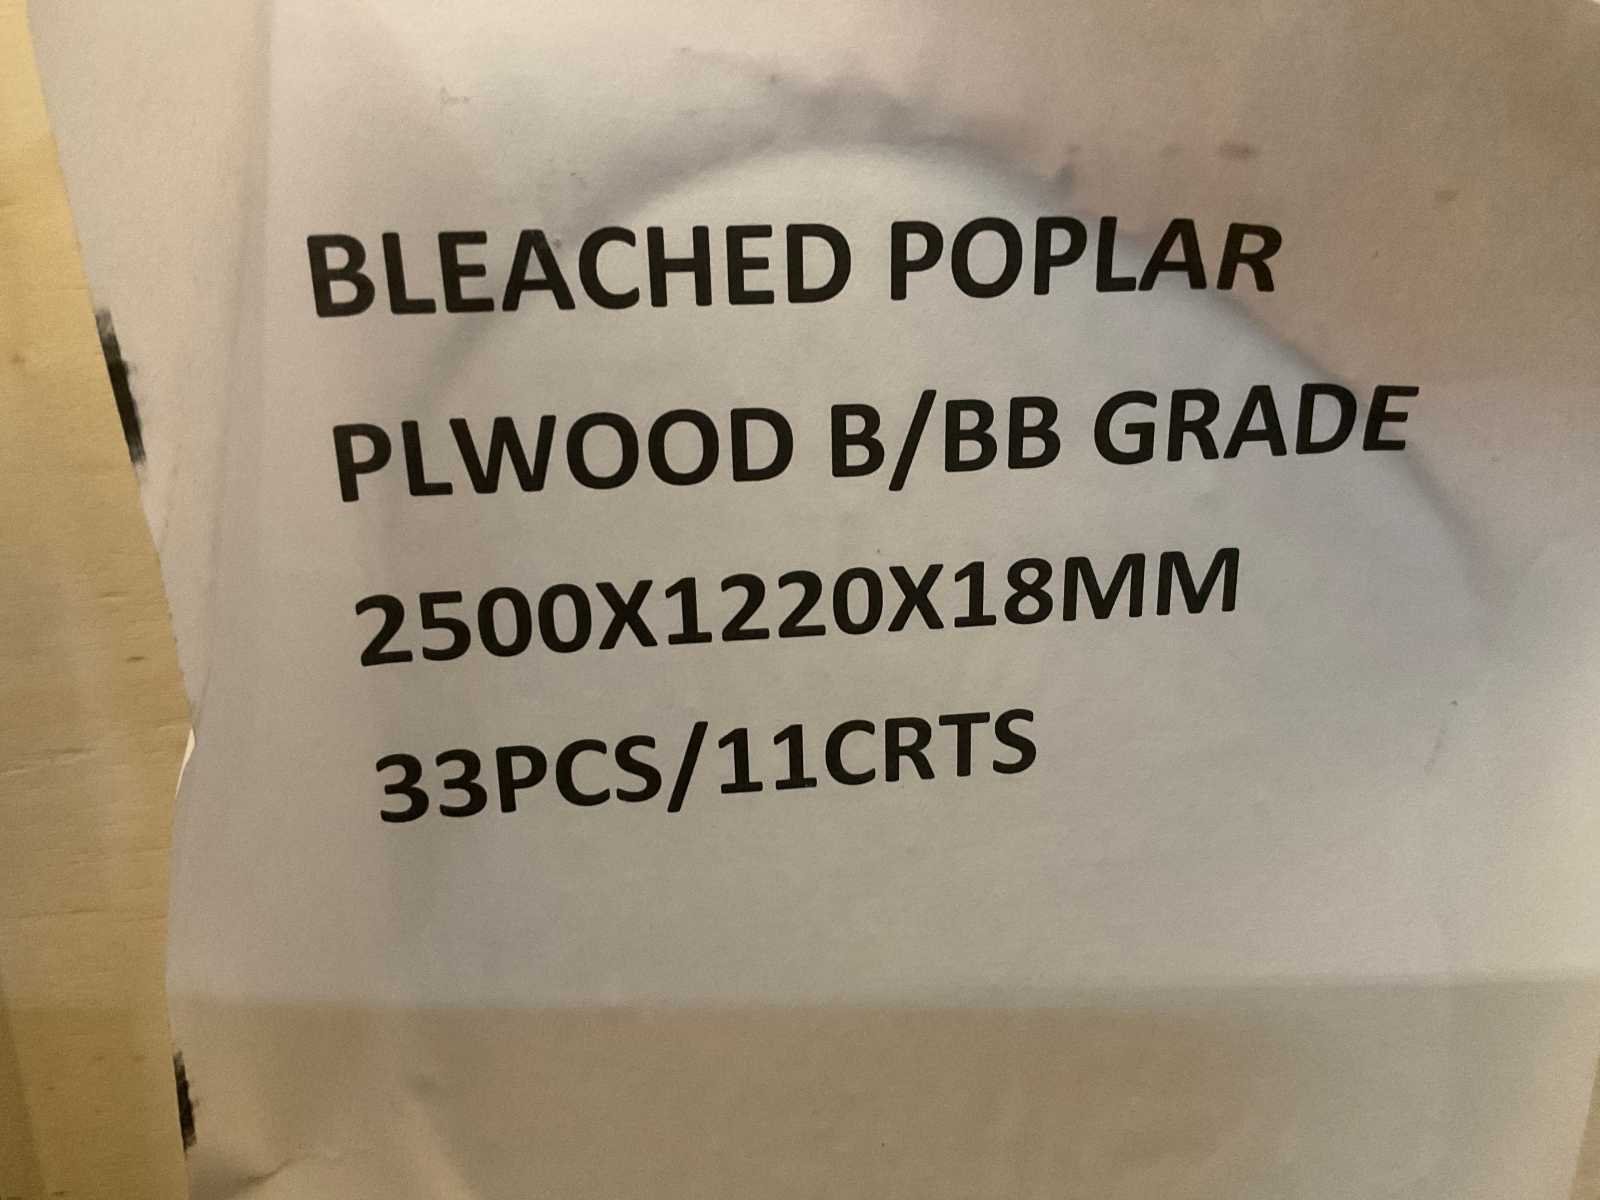 BLEACHED POPLAR
PLWOOD B/BB GRADE
2500X1220X18MM
33PCS/11CRTS